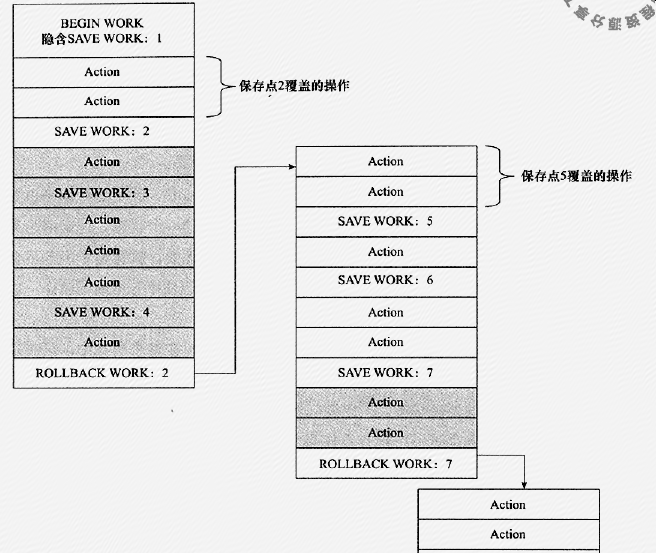 BEGIN WORK
隐含SAVE WORK：1
Action
Action
保存点2覆盖的操作
SAVE WORK：2
Action
SAVE WORK：3
Action
Action
Action
SAVE WORK：4
Action
ROLLBACK WORK：2
Action
Action
保存点5覆盖的操作
SAVE WORK：5
Action
SAVE WORK：6
Action
Action
SAVE WORK：7
Action
Action
ROLLBACK WORK：7
Action
Action